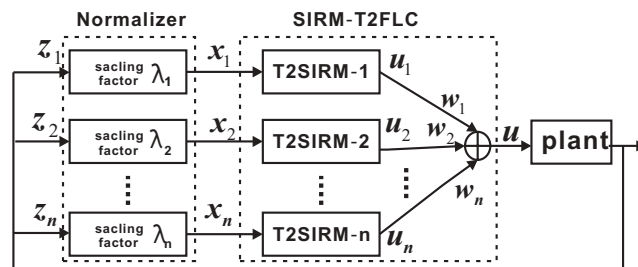 Normalizer SIRM-T2FLC
z1 sacling factor λ1 x1 T2SIRM-1 u1 w1
z2 sacling factor λ2 x2 T2SIRM-2 u2 w2 u plant
zn sacling factor λn xn T2SIRM-n un wn